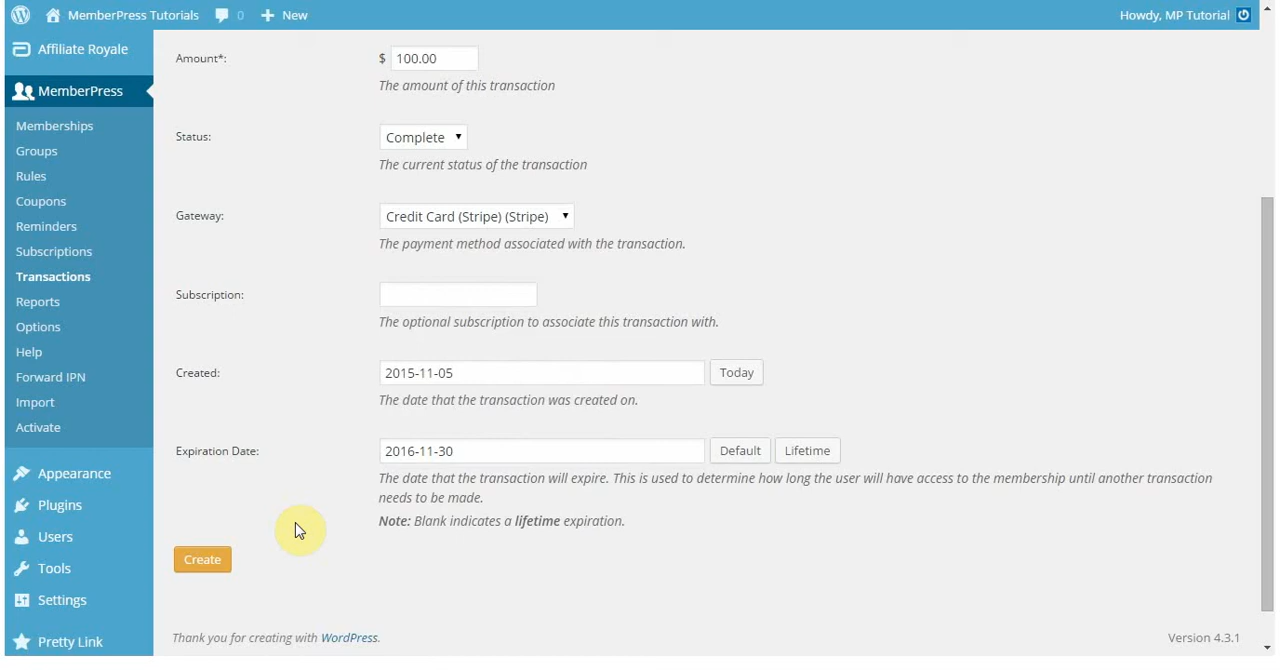 MemberPress Tutorials 0 New Howdy, MP Tutorial
Affiliate Royale
MemberPress
Memberships
Groups
Rules
Coupons
Reminders
Subscriptions
Transactions
Reports
Options
Help
Forward IPN
Import
Activate
Appearance
Plugins
Users
Tools
Settings
Pretty Link
Amount*: $ 100.00
The amount of this transaction
Status: Complete
The current status of the transaction
Gateway: Credit Card (Stripe) (Stripe)
The payment method associated with the transaction.
Subscription:
The optional subscription to associate this transaction with.
Created: 2015-11-05 Today
The date that the transaction was created on.
Expiration Date: 2016-11-30 Default Lifetime
The date that the transaction will expire. This is used to determine how long the user will have access to the membership until another transaction
needs to be made.
Note: Blank indicates a lifetime expiration.
Create
Thank you for creating with WordPress. Version 4.3.1